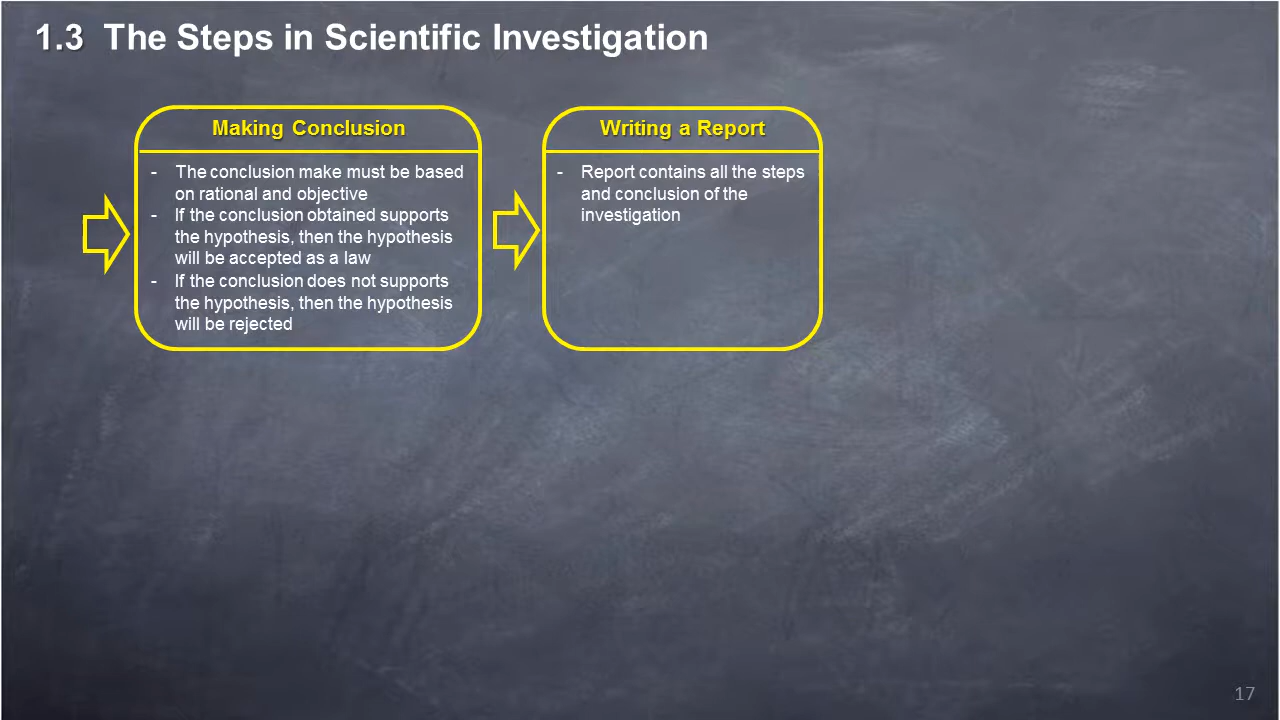 1.3 The Steps in Scientific Investigation
Making Conclusion
- The conclusion make must be based
on rational and objective
- If the conclusion obtained supports
the hypothesis, then the hypothesis
will be accepted as a law
- If the conclusion does not supports
the hypothesis, then the hypothesis
will be rejected
Writing a Report
- Report contains all the steps
and conclusion of the
investigation
17